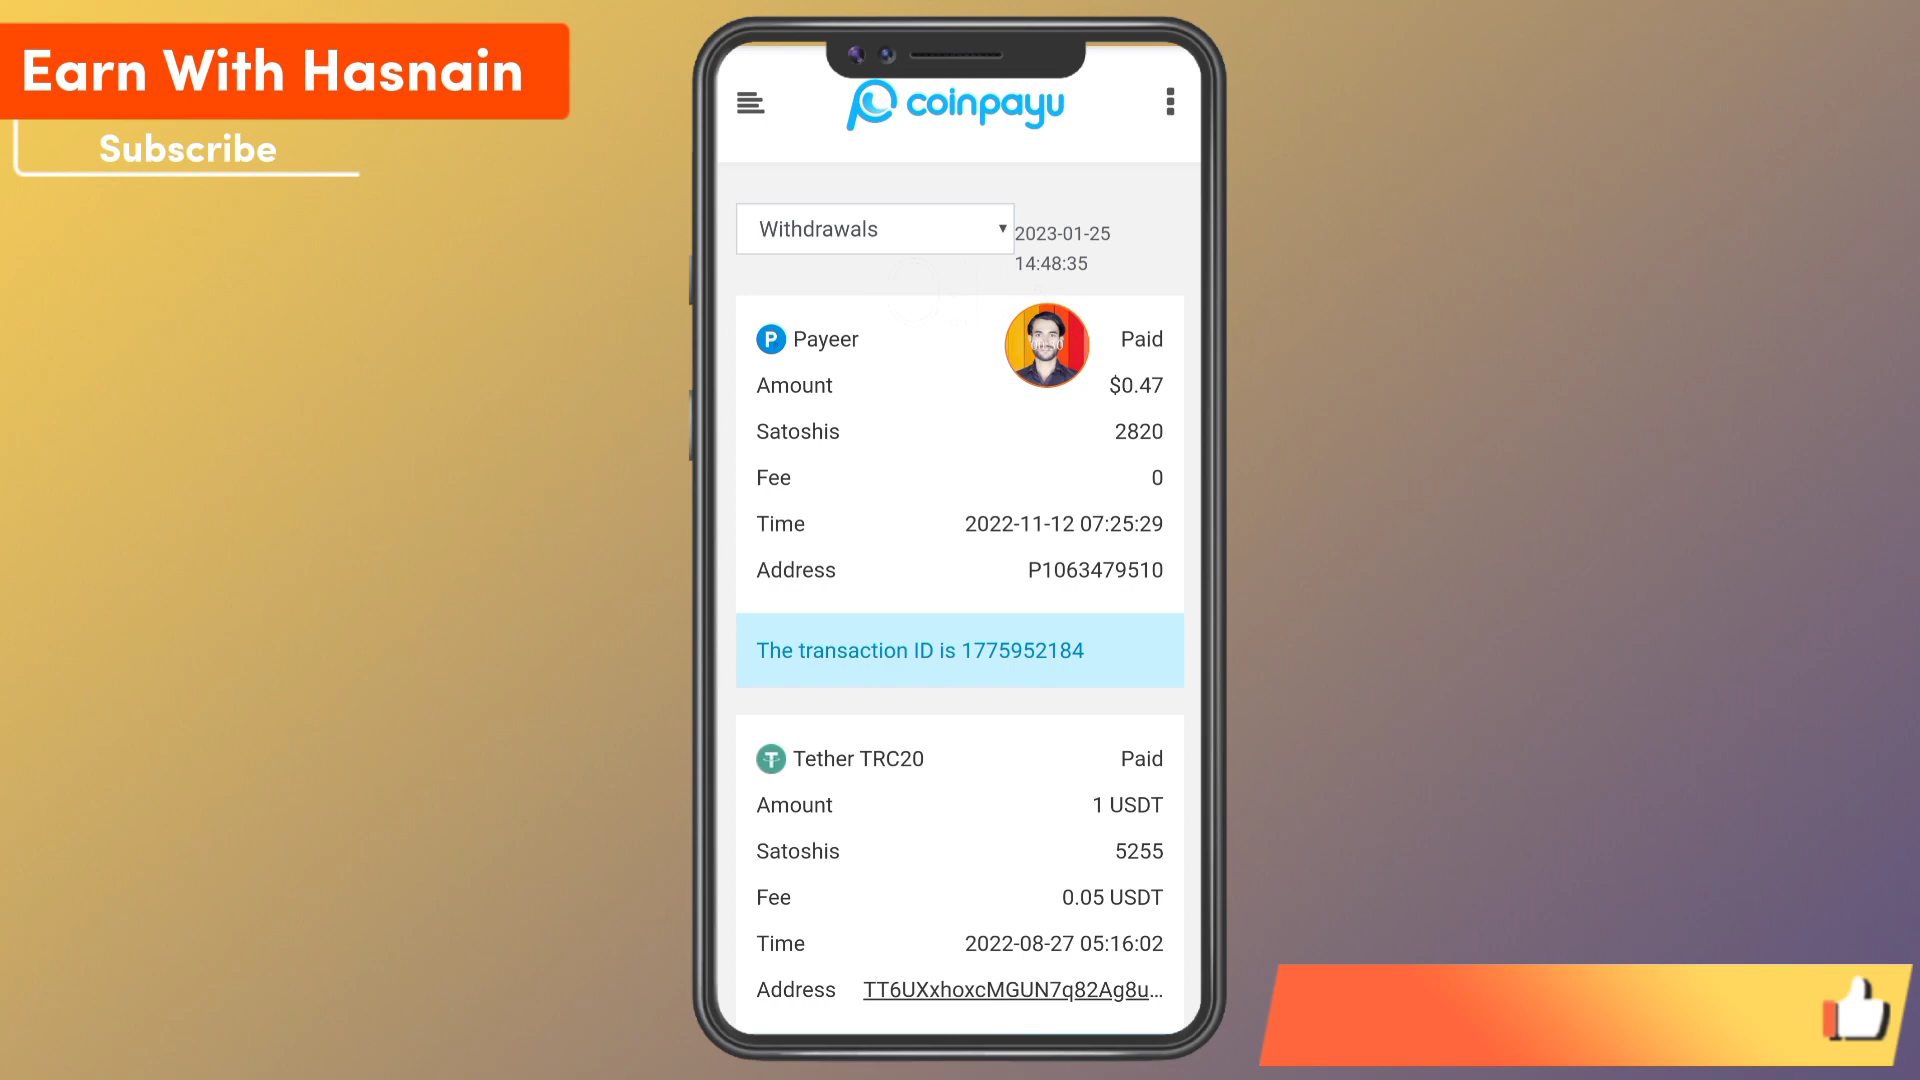 Earn With Hasnain
Subscribe
coinpayu
Withdrawals
2023-01-25
14:48:35
Payeer Paid
Amount $0.47
Satoshis 2820
Fee 0
Time 2022-11-12 07:25:29
Address P1063479510
The transaction ID is 1775952184
Tether TRC20 Paid
Amount 1 USDT
Satoshis 5255
Fee 0.05 USDT
Time 2022-08-27 05:16:02
Address TT6UXxhoxcMGUN7q82Ag8u...